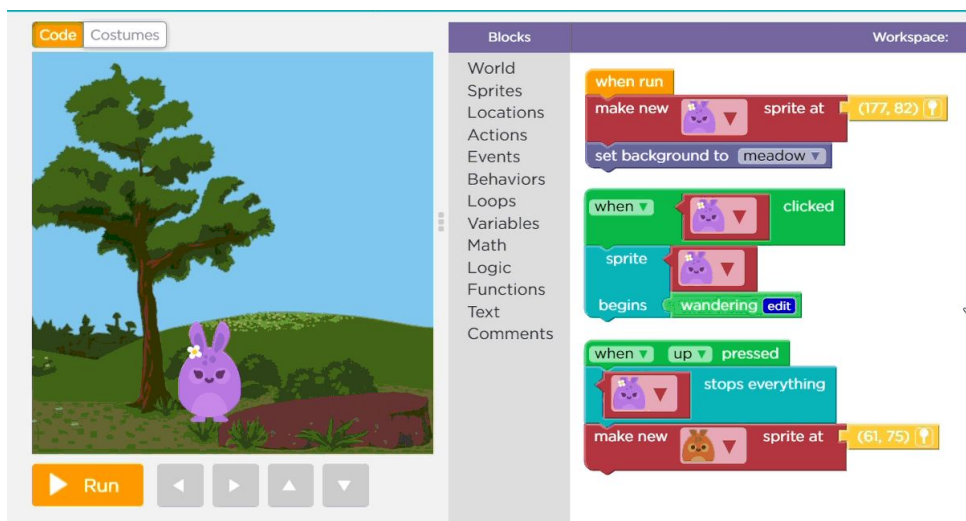 Code Costumes
Blocks
Workspace:
World
Sprites
Locations
Actions
Events
Behaviors
Loops
Variables
Math
Logic
Functions
Text
Comments
when run
make new sprite at (177, 82)
set background to meadow
when clicked
sprite
begins wandering edit
when up pressed
stops everything
make new sprite at (61, 75)
Run